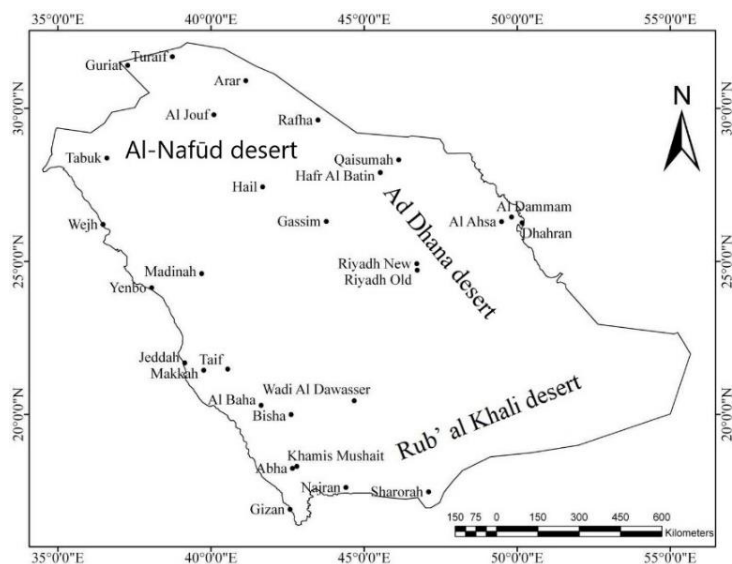 35°0'0"E
40°0'0"E
45°0'0"E
50°0'0"E
55°0'0"E
Turaif
Guriat
Arar
30°0'0"N
30°0'0"N
Al Jouf
Rafha
N
Al-Nafūd desert
Tabuk
Qaisumah
Hafr Al Batin
Hail
Ad Dhana desert
Al Dammam
Wejh
Gassim
Al Ahsa
Dhahran
25°0'0"N
25°0'0"N
Riyadh New
Madinah
Riyadh Old
Yenbo
Jeddah
Taif
Makkah
Wadi Al Dawasser
Al Baha
Rub' al Khali desert
20°0'0"N
20°0'0"N
Bisha
Khamis Mushait
Abha
Nairan
Sharorah
Gizan
150 75 0 150 300 450 600
Kilometers
35°0'0"E
40°0'0"E
45°0'0"E
50°0'0"E
55°0'0"E